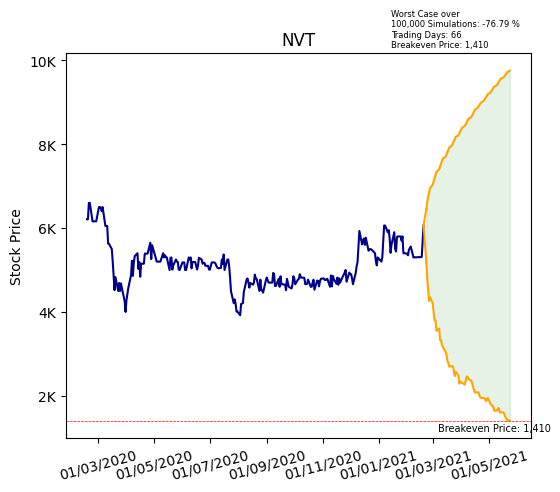 Worst Case over
100,000 Simulations: -76.79 %
Trading Days: 66
Breakeven Price: 1,410
NVT
10K
8K
6K
4K
2K
Stock Price
Breakeven Price: 1,410
01/03/2020
01/05/2020
01/07/2020
01/09/2020
01/11/2020
01/01/2021
01/03/2021
01/05/2021